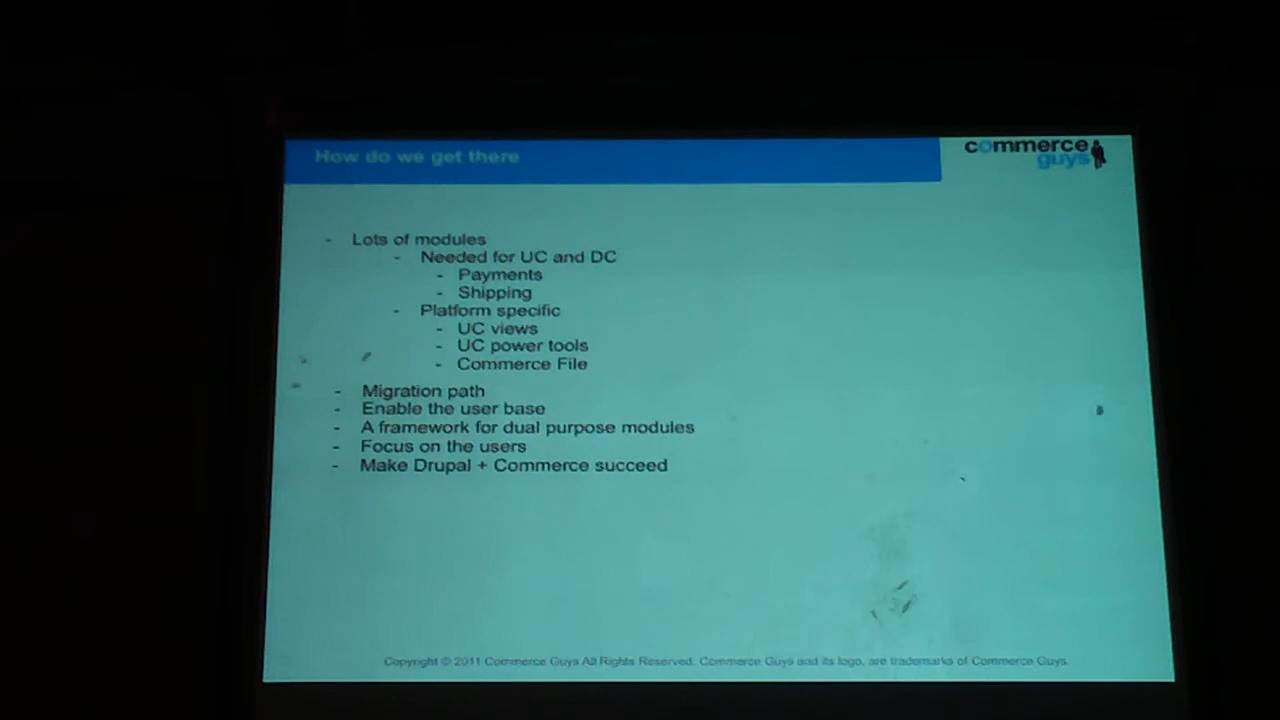 How do we get there
commerce
guys
- Lots of modules
- Needed for UC and DC
- Payments
- Shipping
- Platform specific
- UC views
- UC power tools
- Commerce File
- Migration path
- Enable the user base
- A framework for dual purpose modules
- Focus on the users
- Make Drupal + Commerce succeed
Copyright © 2011 Commerce Guys All Rights Reserved. Commerce Guys and its logo, are trademarks of Commerce Guys.